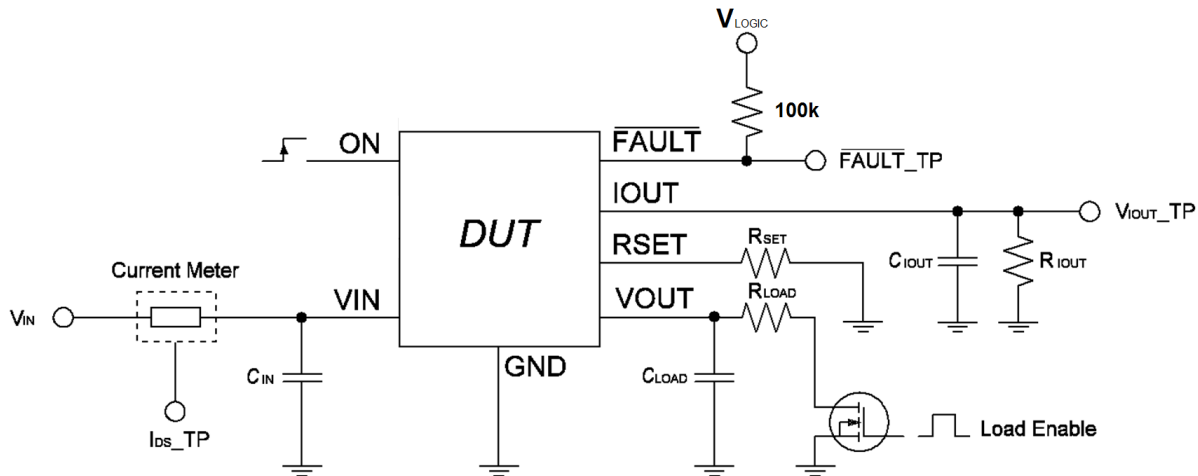 VLOGIC
100k
ON
FAULT
FAULT_TP
IOUT
VIOUT_TP
DUT
RSET
RSET
CIOUT
RIOUT
Current Meter
VIN
VIN
VOUT
RLOAD
GND
CIN
CLOAD
IDS_TP
Load Enable